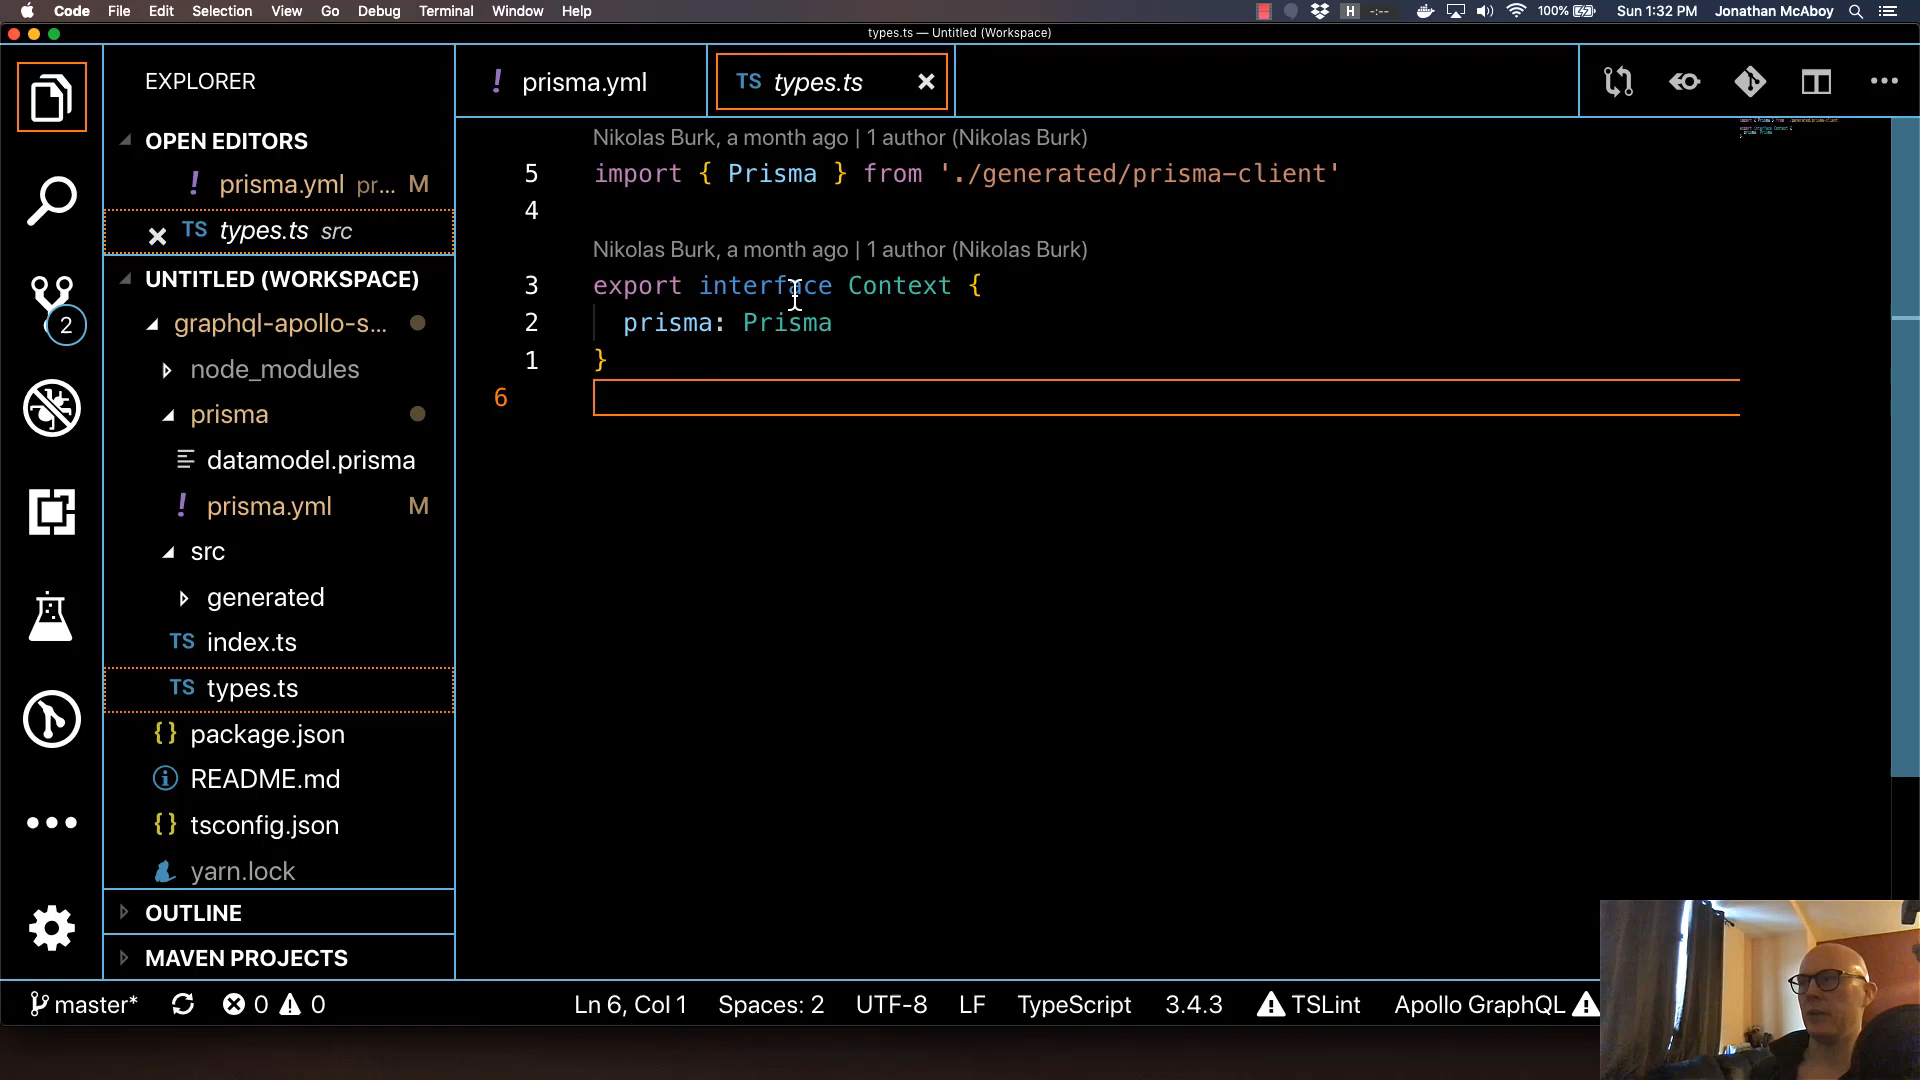 Code File Edit Selection View Go Debug Terminal Window Help H --:-- 100% Sun 1:32 PM Jonathan McAboy
types.ts — Untitled (Workspace)
EXPLORER
OPEN EDITORS
! prisma.yml pr... M
TS types.ts src
UNTITLED (WORKSPACE)
graphql-apollo-s...
node_modules
prisma
datamodel.prisma
! prisma.yml M
src
generated
TS index.ts
TS types.ts
{} package.json
README.md
{} tsconfig.json
yarn.lock
OUTLINE
MAVEN PROJECTS
2
! prisma.yml
TS types.ts
Nikolas Burk, a month ago | 1 author (Nikolas Burk)
5 import { Prisma } from './generated/prisma-client'
4
Nikolas Burk, a month ago | 1 author (Nikolas Burk)
3 export interface Context {
2 prisma: Prisma
1 }
6
master* 0 0 Ln 6, Col 1 Spaces: 2 UTF-8 LF TypeScript 3.4.3 TSLint Apollo GraphQL